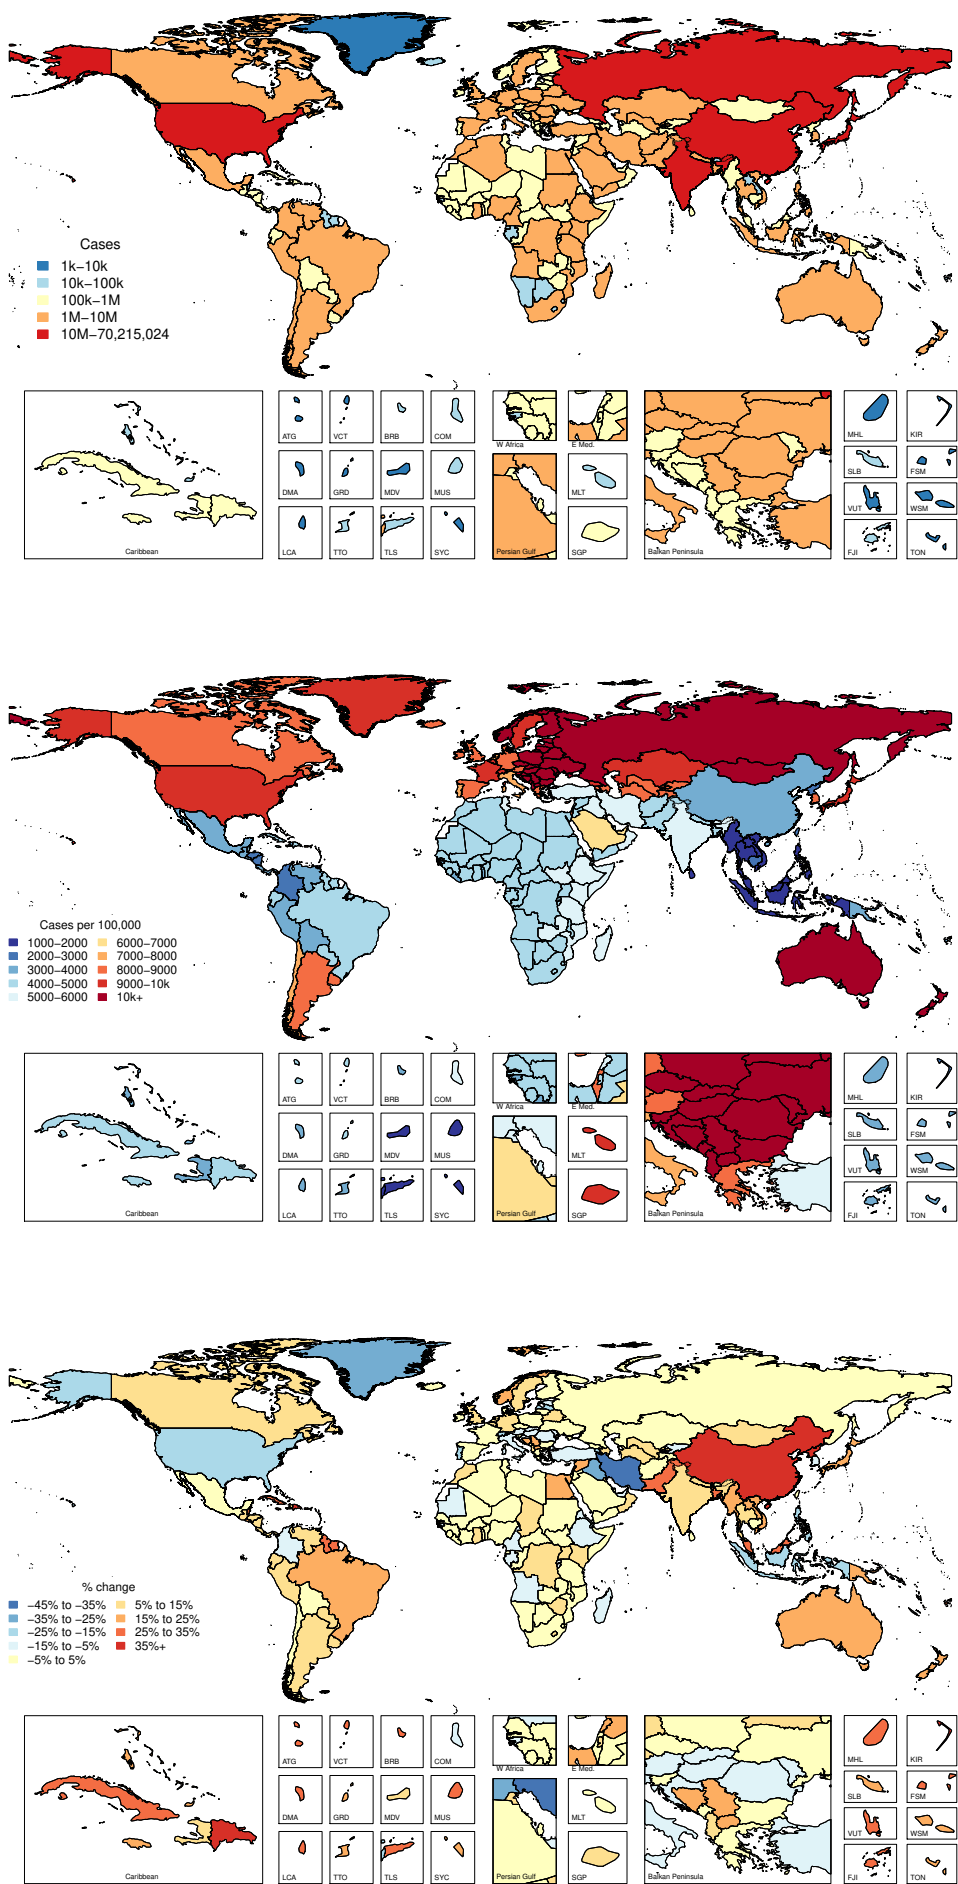 Cases
1k−10k
10k−100k
100k−1M
1M−10M
10M−70,215,024
Caribbean
ATG
VCT
BRB
COM
DMA
GRD
MDV
MUS
LCA
TTO
TLS
SYC
W Africa
E Med.
Persian Gulf
MLT
SGP
Balkan Peninsula
MHL
KIR
SLB
FSM
VUT
WSM
FJI
TON
Cases per 100,000
1000−2000
2000−3000
3000−4000
4000−5000
5000−6000
6000−7000
7000−8000
8000−9000
9000−10k
10k+
Caribbean
ATG
VCT
BRB
COM
DMA
GRD
MDV
MUS
LCA
TTO
TLS
SYC
W Africa
E Med.
Persian Gulf
MLT
SGP
Balkan Peninsula
MHL
KIR
SLB
FSM
VUT
WSM
FJI
TON
% change
−45% to −35%
−35% to −25%
−25% to −15%
−15% to −5%
−5% to 5%
5% to 15%
15% to 25%
25% to 35%
35%+
Caribbean
ATG
VCT
BRB
COM
DMA
GRD
MDV
MUS
LCA
TTO
TLS
SYC
W Africa
E Med.
Persian Gulf
MLT
SGP
Balkan Peninsula
MHL
KIR
SLB
FSM
VUT
WSM
FJI
TON